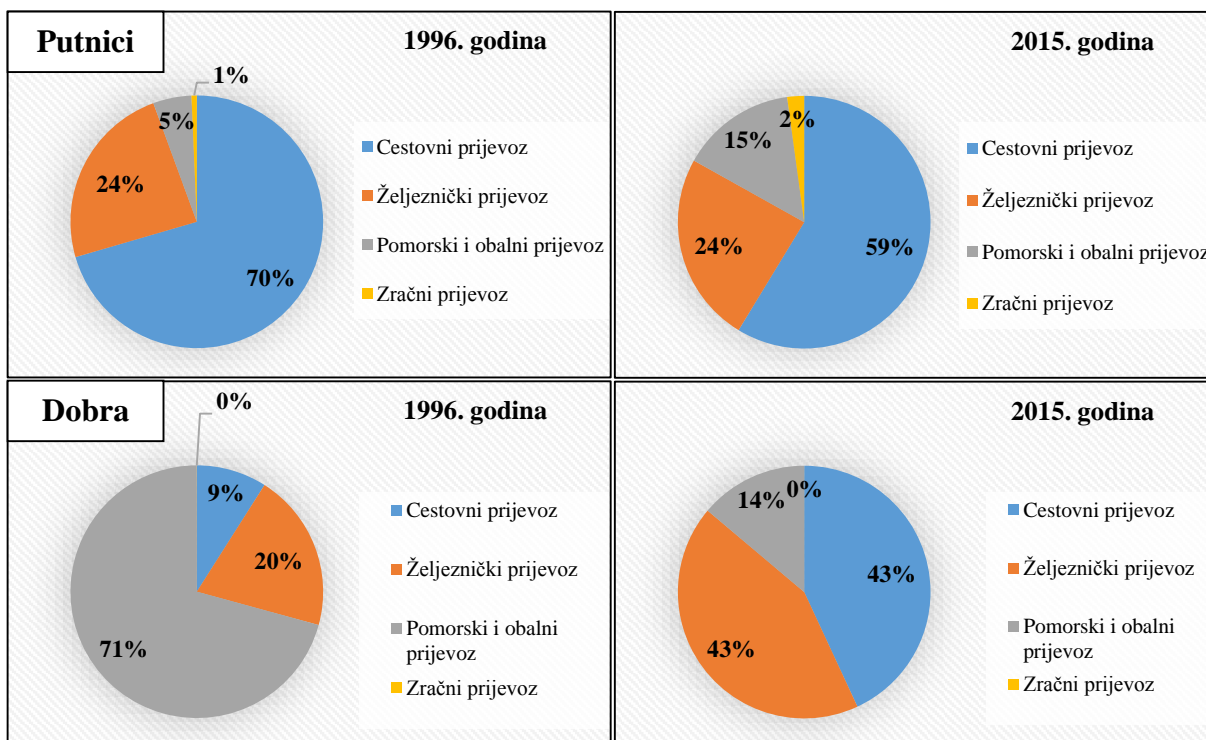 Putnici
1996. godina
1%
5%
24%
70%
Cestovni prijevoz
Željeznički prijevoz
Pomorski i obalni prijevoz
Zračni prijevoz
2015. godina
2%
15%
24%
59%
Cestovni prijevoz
Željeznički prijevoz
Pomorski i obalni prijevoz
Zračni prijevoz
Dobra
1996. godina
0%
9%
20%
71%
Cestovni prijevoz
Željeznički prijevoz
Pomorski i obalni
prijevoz
Zračni prijevoz
2015. godina
0%
14%
43%
43%
Cestovni prijevoz
Željeznički prijevoz
Pomorski i obalni
prijevoz
Zračni prijevoz